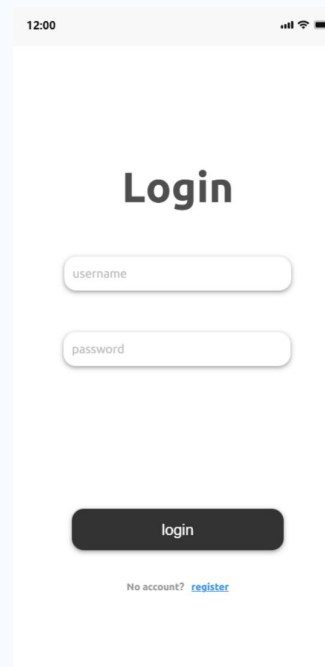 12:00
Login
username
password
login
No account? register